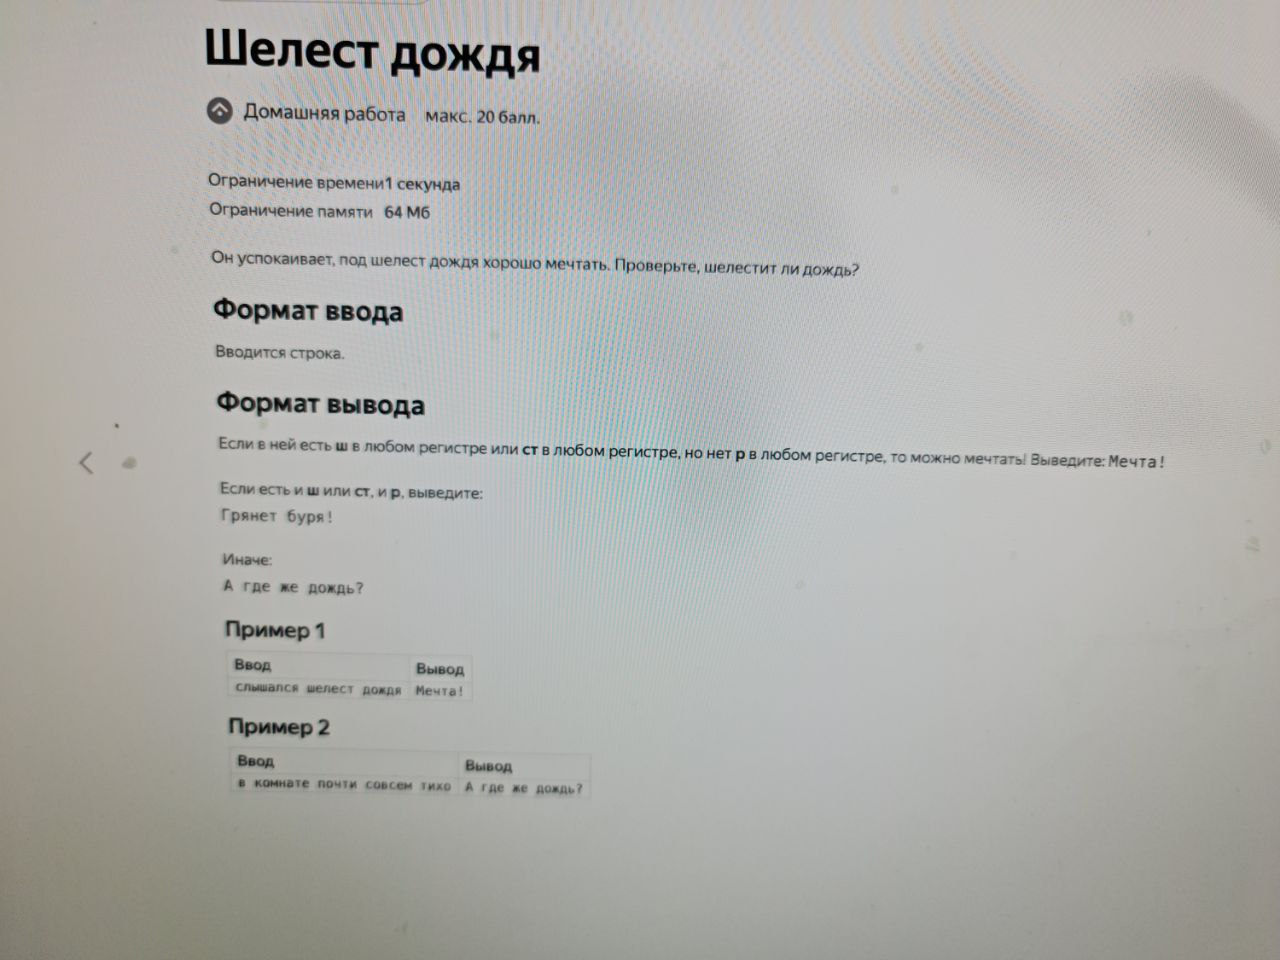 Шелест дождя
Домашняя работа макс. 20 балл.
Ограничение времени1 секунда
Ограничение памяти 64 Мб
Он успокаивает, под шелест дождя хорошо мечтать. Проверьте, шелестит ли дождь?
Формат ввода
Вводится строка.
Формат вывода
Если в ней есть ш в любом регистре или ст в любом регистре, но нет р в любом регистре, то можно мечтать! Выведите: Мечта!
Если есть и ш или ст, и р, выведите:
Грянет буря!
Иначе:
А где же дождь?
Пример 1
Ввод Вывод
слышался шелест дождя Мечта!
Пример 2
Ввод Вывод
в комнате почти совсем тихо А где же дождь?